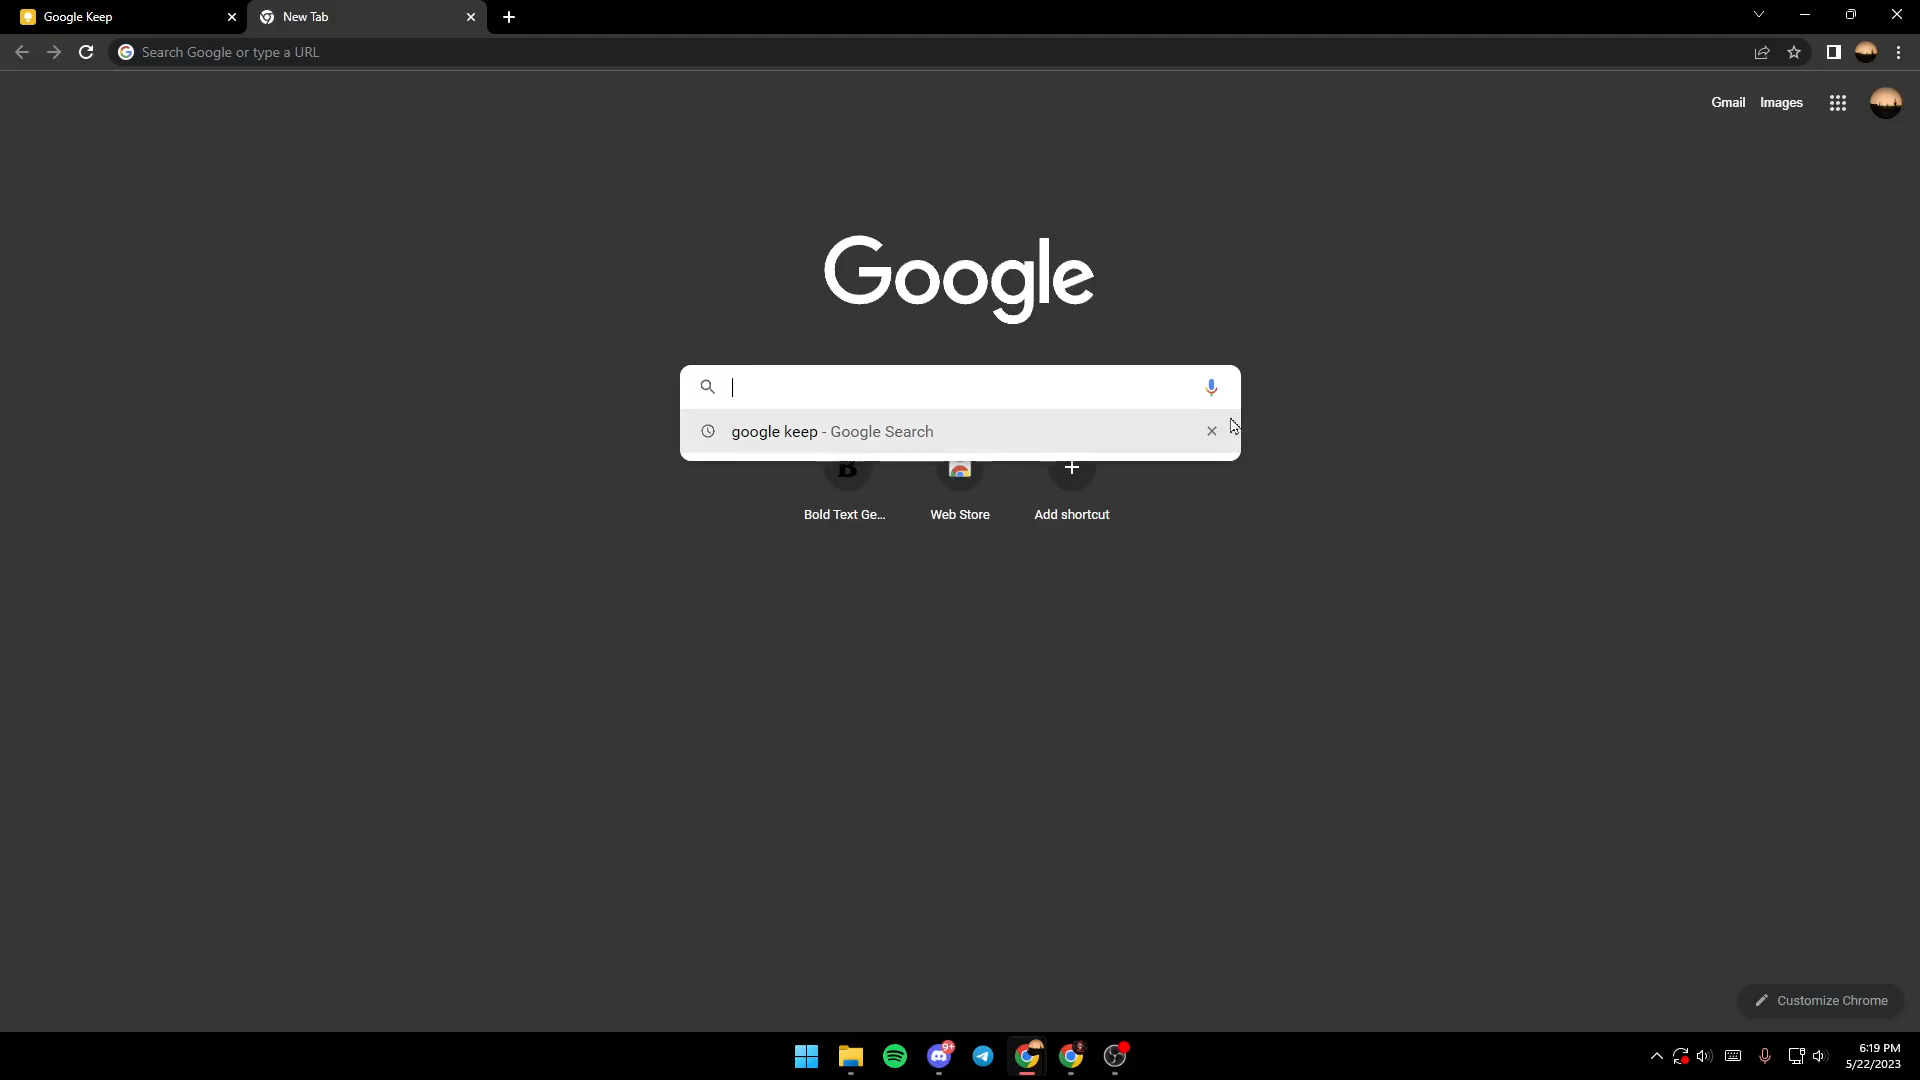 Google Keep
New Tab
Search Google or type a URL
Gmail Images
Google
google keep - Google Search
Bold Text Ge...
Web Store
Add shortcut
Customize Chrome
9+
6:19 PM
5/22/2023